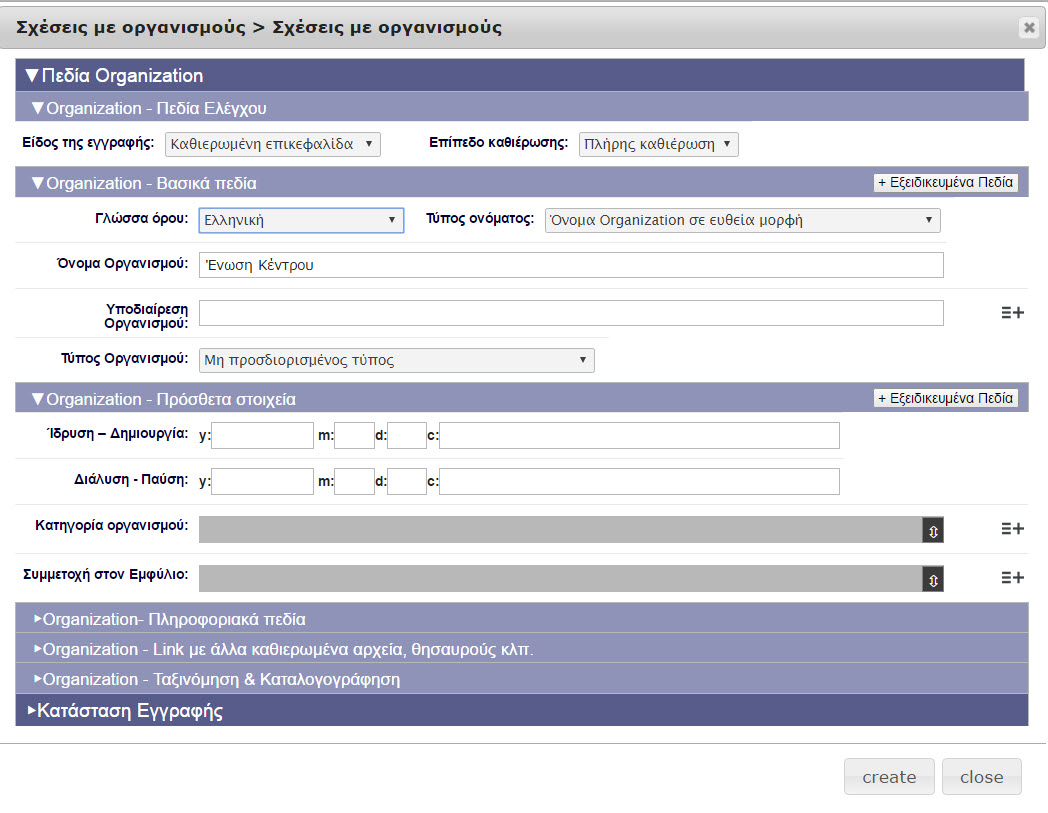 Σχέσεις με οργανισμούς > Σχέσεις με οργανισμούς
▼Πεδία Organization
▼Organization - Πεδία Ελέγχου
Είδος της εγγραφής: Καθιερωμένη επικεφαλίδα Επίπεδο καθιέρωσης: Πλήρης καθιέρωση
▼Organization - Βασικά πεδία + Εξειδικευμένα Πεδία
Γλώσσα όρου: Ελληνική Τύπος ονόματος: Όνομα Organization σε ευθεία μορφή
Όνομα Οργανισμού: Ένωση Κέντρου
Υποδιαίρεση
Οργανισμού:
Τύπος Οργανισμού: Μη προσδιορισμένος τύπος
▼Organization - Πρόσθετα στοιχεία + Εξειδικευμένα Πεδία
Ίδρυση – Δημιουργία: y: m: d: c:
Διάλυση - Παύση: y: m: d: c:
Κατηγορία οργανισμού:
Συμμετοχή στον Εμφύλιο:
▸Organization- Πληροφοριακά πεδία
▸Organization - Link με άλλα καθιερωμένα αρχεία, θησαυρούς κλπ.
▸Organization - Ταξινόμηση & Καταλογογράφηση
▸Κατάσταση Εγγραφής
create close